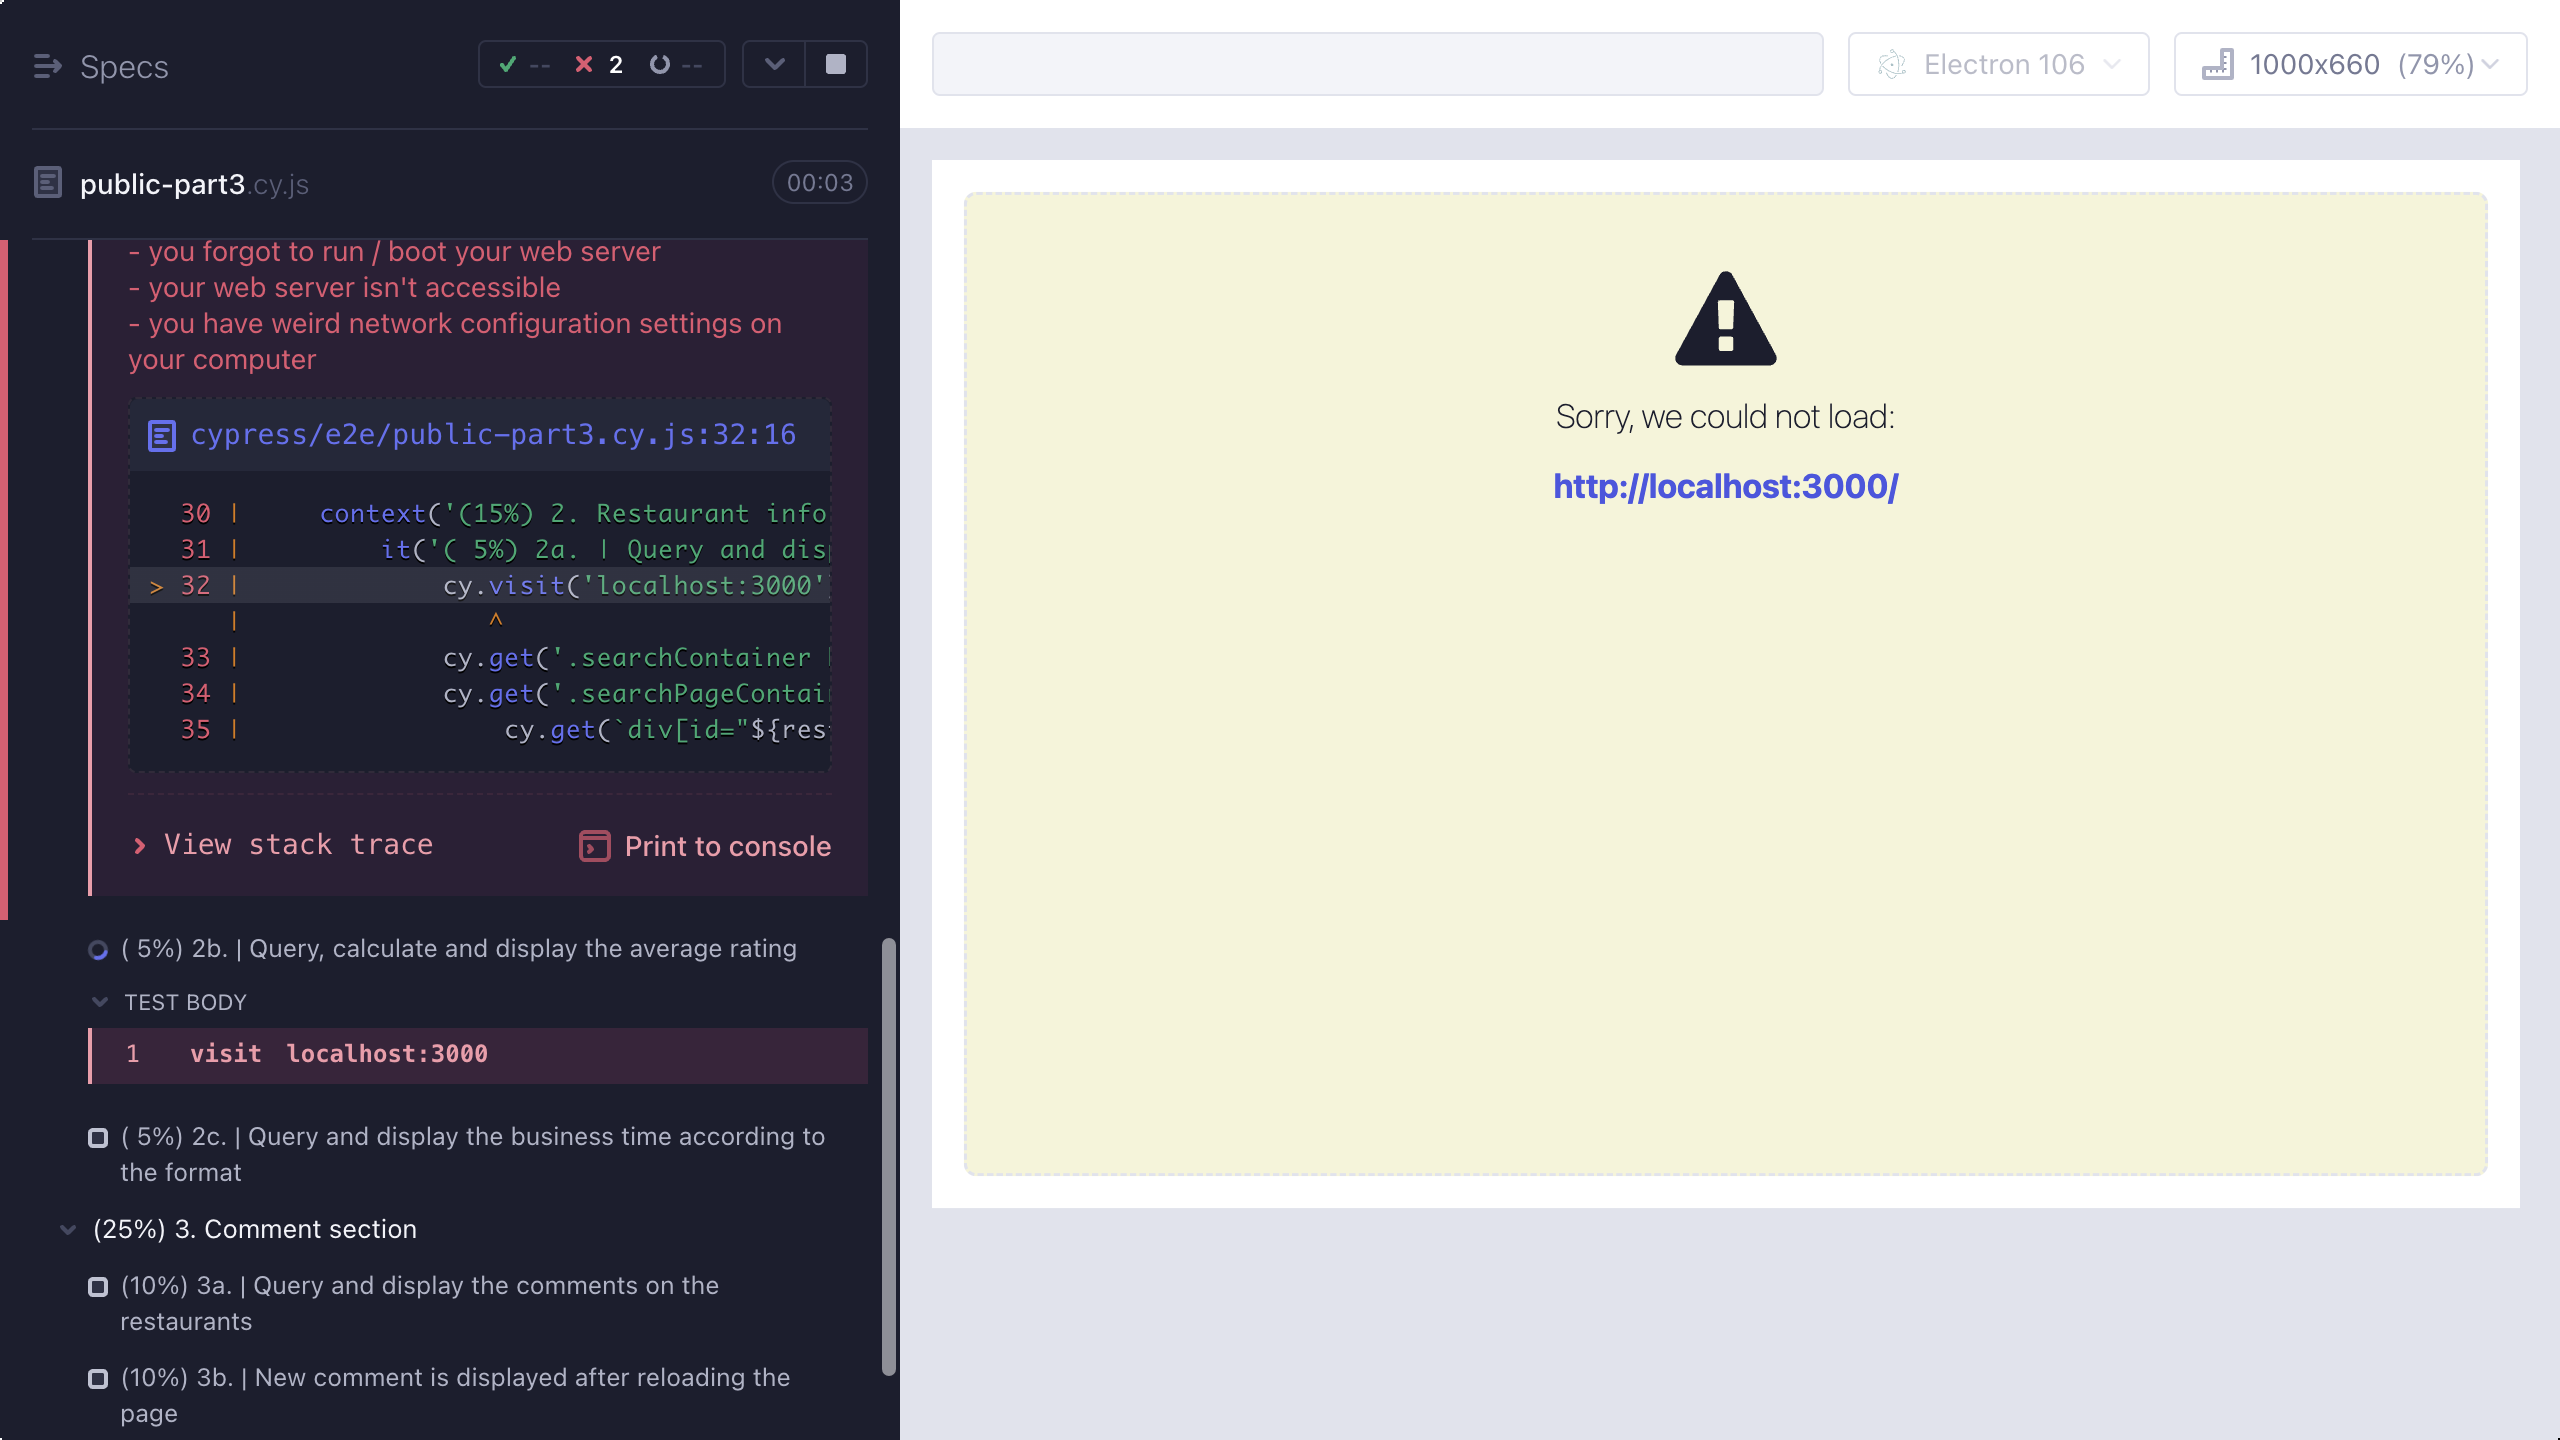 Specs
-- 2 --
public-part3.cy.js 00:03
- you forgot to run / boot your web server
- your web server isn't accessible
- you have weird network configuration settings on
your computer
cypress/e2e/public-part3.cy.js:32:16
30 | context('(15%) 2. Restaurant info
31 | it('( 5%) 2a. | Query and disp
> 32 | cy.visit('localhost:3000'
| ^
33 | cy.get('.searchContainer
34 | cy.get('.searchPageContain
35 | cy.get(`div[id="${rest
View stack trace
Print to console
( 5%) 2b. | Query, calculate and display the average rating
TEST BODY
1 visit localhost:3000
( 5%) 2c. | Query and display the business time according to
the format
(25%) 3. Comment section
(10%) 3a. | Query and display the comments on the
restaurants
(10%) 3b. | New comment is displayed after reloading the
page
Electron 106
1000x660 (79%)
Sorry, we could not load:
http://localhost:3000/